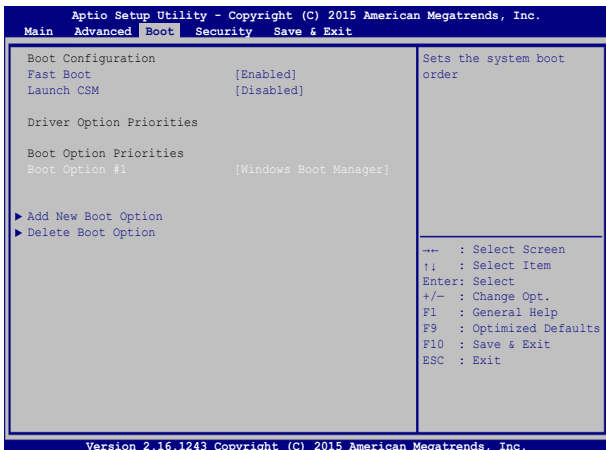 Aptio Setup Utility - Copyright (C) 2015 American Megatrends, Inc.
Main Advanced Boot Security Save & Exit
Boot Configuration
Fast Boot [Enabled]
Launch CSM [Disabled]
Driver Option Priorities
Boot Option Priorities
Boot Option #1 [Windows Boot Manager]
▶ Add New Boot Option
▶ Delete Boot Option
Sets the system boot
order
→← : Select Screen
↑↓ : Select Item
Enter: Select
+/— : Change Opt.
F1 : General Help
F9 : Optimized Defaults
F10 : Save & Exit
ESC : Exit
Version 2.16.1243 Copyright (C) 2015 American Megatrends, Inc.